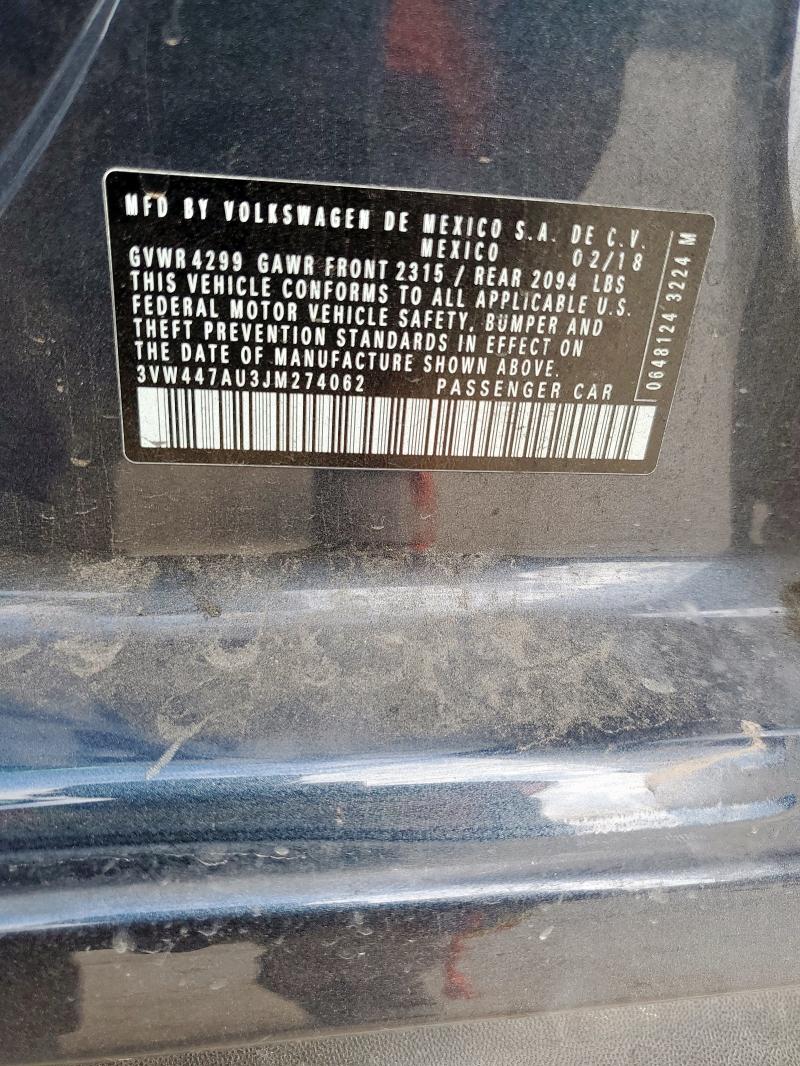 MFD BY VOLKSWAGEN DE MEXICO S.A. DE C.V.
MEXICO 02/18
GVWR 4299 GAWR FRONT 2315 / REAR 2094 LBS
THIS VEHICLE CONFORMS TO ALL APPLICABLE U.S.
FEDERAL MOTOR VEHICLE SAFETY, BUMPER AND
THEFT PREVENTION STANDARDS IN EFFECT ON
THE DATE OF MANUFACTURE SHOWN ABOVE.
3VW447AU3JM274062 PASSENGER CAR
0648124 3224 M